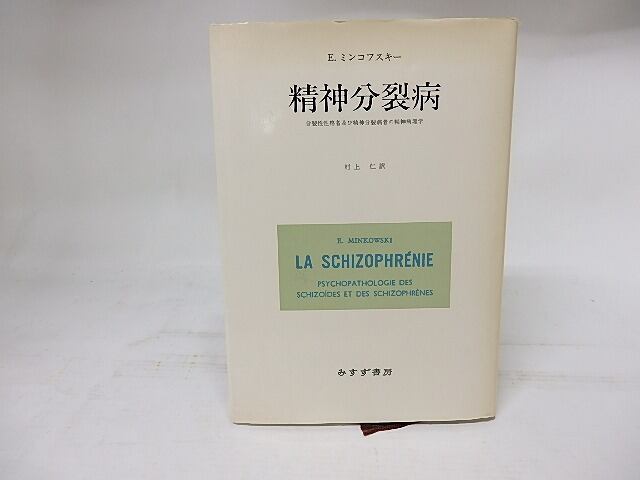 E. ミンコフスキー
精神分裂病
分裂性性格者及び精神分裂病者の精神病理学
村上 仁 訳
E. MINKOWSKI
LA SCHIZOPHRÉNIE
PSYCHOPATHOLOGIE DES
SCHIZOÏDES ET DES SCHIZOPHRÈNES
みすず書房